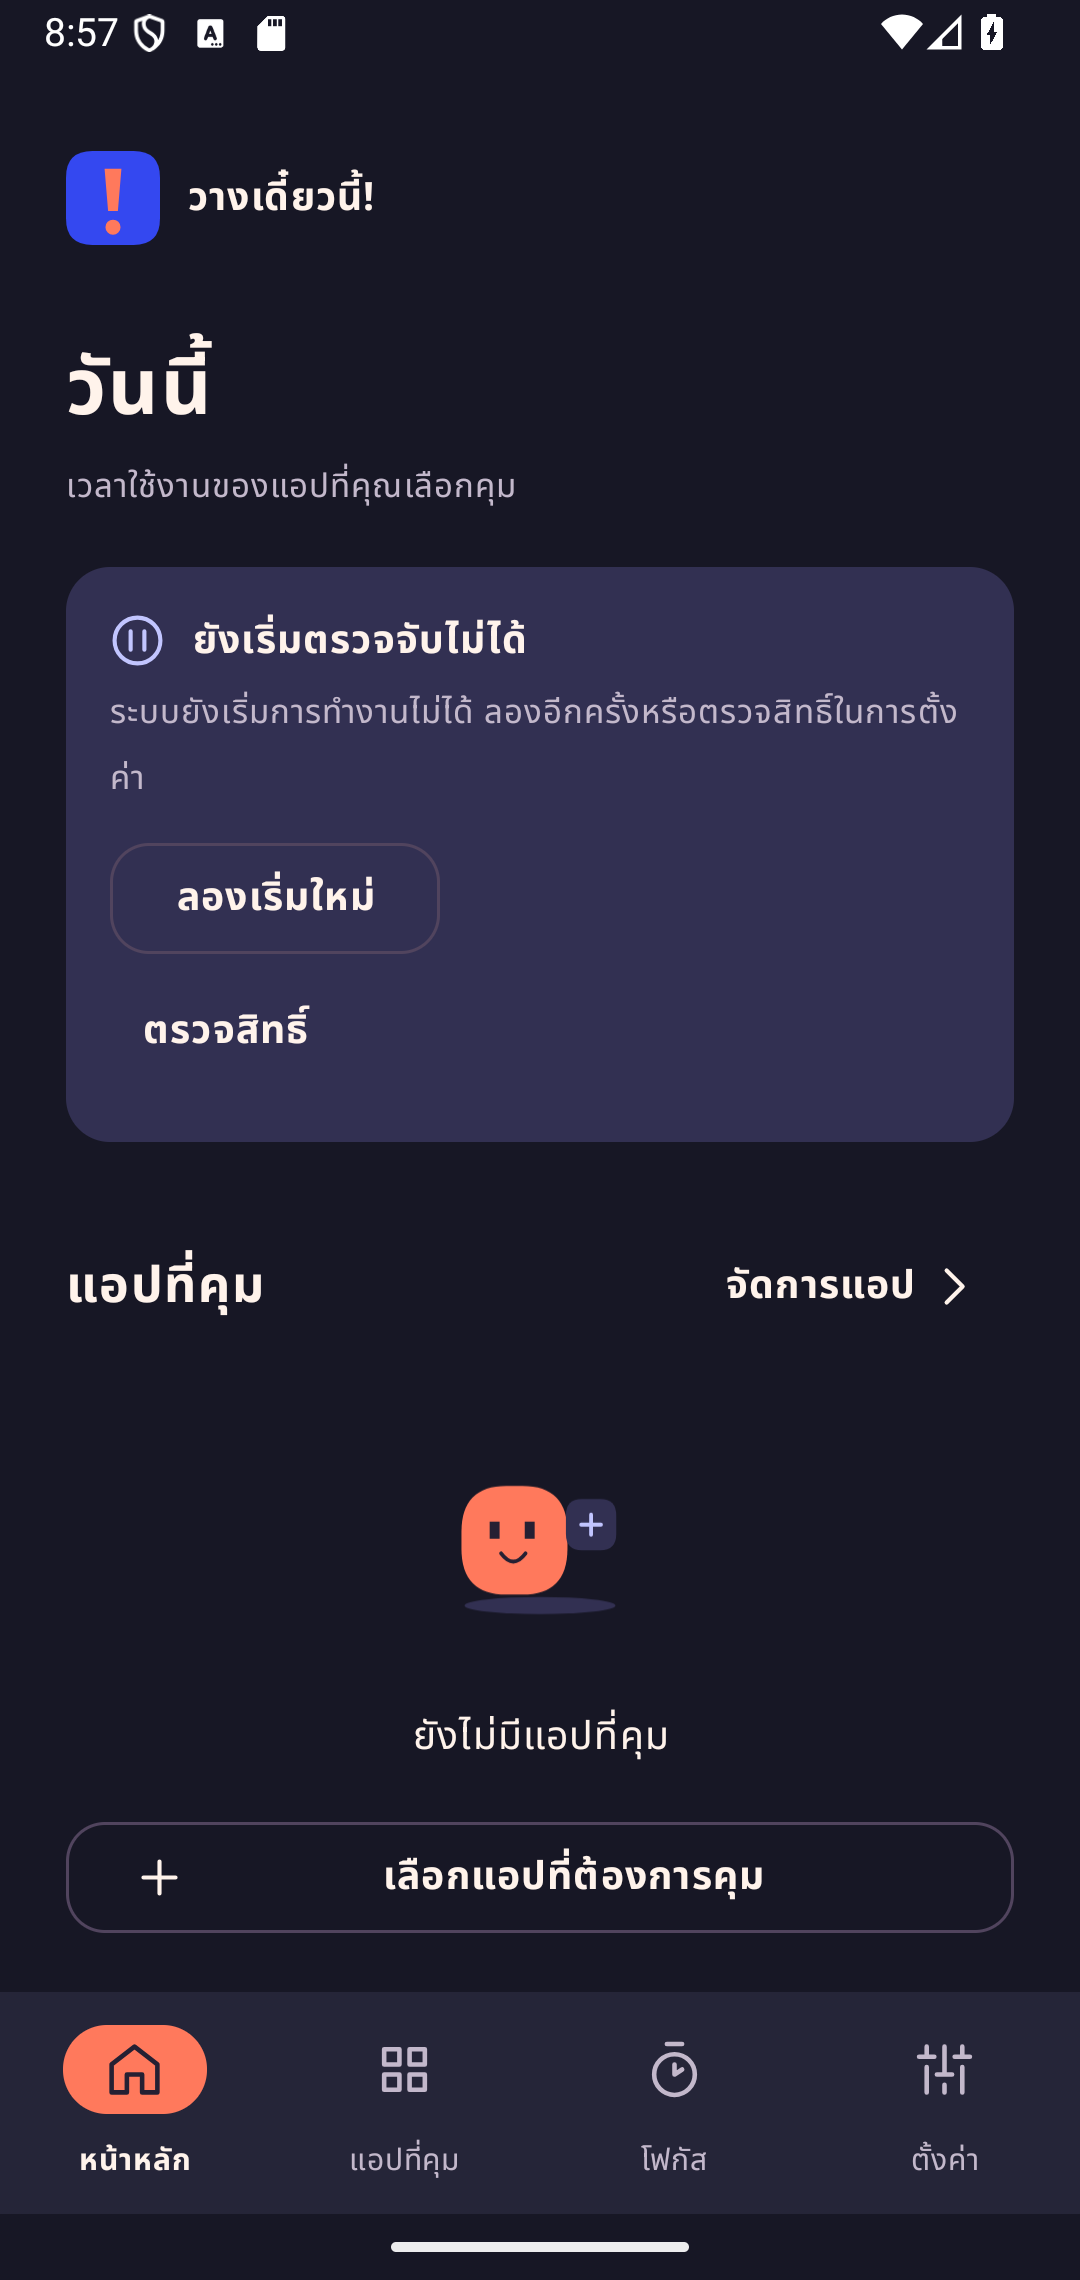 8:57
วางเดี๋ยวนี้!
วันนี้
เวลาใช้งานของแอปที่คุณเลือกคุม
ยังเริ่มตรวจจับไม่ได้
ระบบยังเริ่มการทำงานไม่ได้ ลองอีกครั้งหรือตรวจสิทธิ์ในการตั้ง
ค่า
ลองเริ่มใหม่
ตรวจสิทธิ์
แอปที่คุม
จัดการแอป
ยังไม่มีแอปที่คุม
เลือกแอปที่ต้องการคุม
หน้าหลัก
แอปที่คุม
โฟกัส
ตั้งค่า